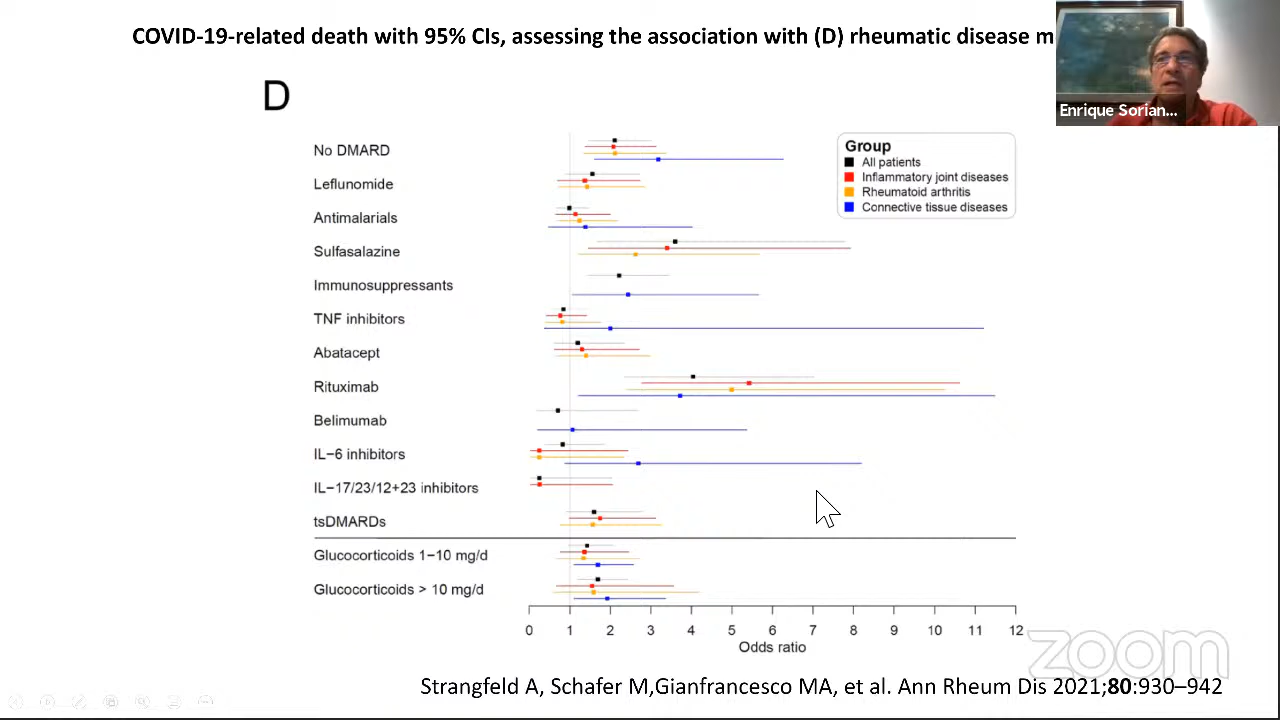 COVID-19-related death with 95% CIs, assessing the association with (D) rheumatic disease m
Enrique Sorian...
D
Group
All patients
Inflammatory joint diseases
Rheumatoid arthritis
Connective tissue diseases
No DMARD
Leflunomide
Antimalarials
Sulfasalazine
Immunosuppressants
TNF inhibitors
Abatacept
Rituximab
Belimumab
IL−6 inhibitors
IL−17/23/12+23 inhibitors
tsDMARDs
Glucocorticoids 1−10 mg/d
Glucocorticoids > 10 mg/d
0 1 2 3 4 5 6 7 8 9 10 11 12
Odds ratio
zoom
Strangfeld A, Schafer M,Gianfrancesco MA, et al. Ann Rheum Dis 2021;80:930–942